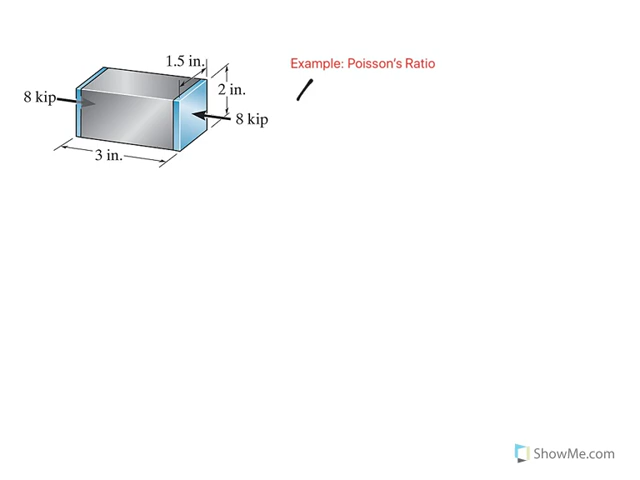 1.5 in.
Example: Poisson's Ratio
2 in.
8 kip
8 kip
3 in.
ShowMe.com